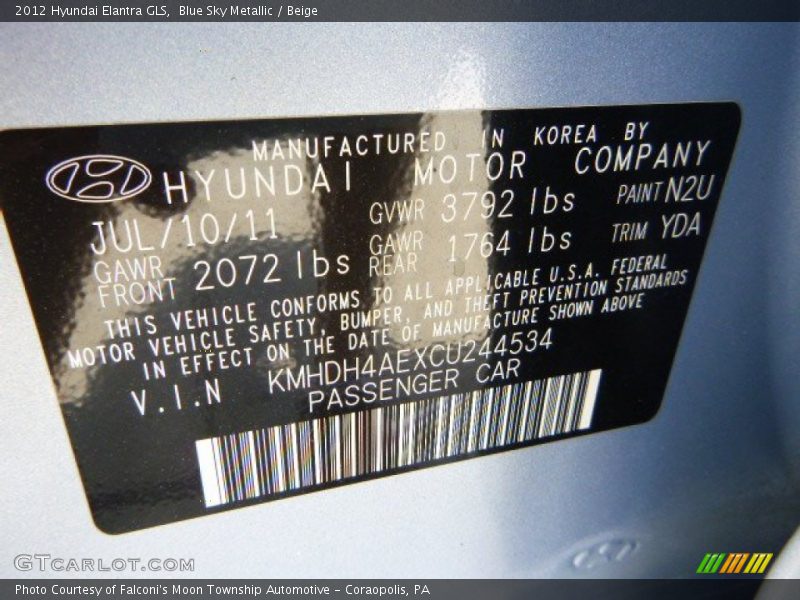 2012 Hyundai Elantra GLS, Blue Sky Metallic / Beige
MANUFACTURED IN KOREA BY
HYUNDAI MOTOR COMPANY
JUL/10/11 GVWR 3792 lbs PAINT N2U
GAWR FRONT 2072 lbs GAWR REAR 1764 lbs TRIM YDA
THIS VEHICLE CONFORMS TO ALL APPLICABLE U.S.A. FEDERAL
MOTOR VEHICLE SAFETY, BUMPER, AND THEFT PREVENTION STANDARDS
IN EFFECT ON THE DATE OF MANUFACTURE SHOWN ABOVE
V.I.N KMHDH4AEXCU244534
PASSENGER CAR
GTCARLOT.COM
Photo Courtesy of Falconi's Moon Township Automotive - Coraopolis, PA